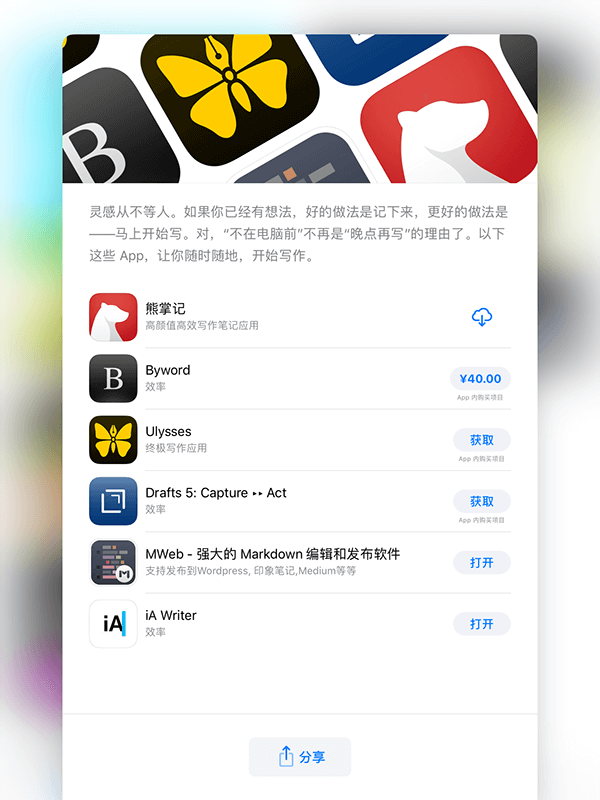 B
灵感从不等人。如果你已经有想法，好的做法是记下来，更好的做法是
——马上开始写。对，“不在电脑前”不再是“晚点再写”的理由了。以下
这些 App，让你随时随地，开始写作。
熊掌记
高颜值高效写作笔记应用
B
Byword
效率
¥40.00
App 内购买项目
Ulysses
终极写作应用
获取
App 内购买项目
Drafts 5: Capture ‣‣ Act
效率
获取
App 内购买项目
M
MWeb - 强大的 Markdown 编辑和发布软件
支持发布到Wordpress, 印象笔记,Medium等等
打开
iA
iA Writer
效率
打开
分享